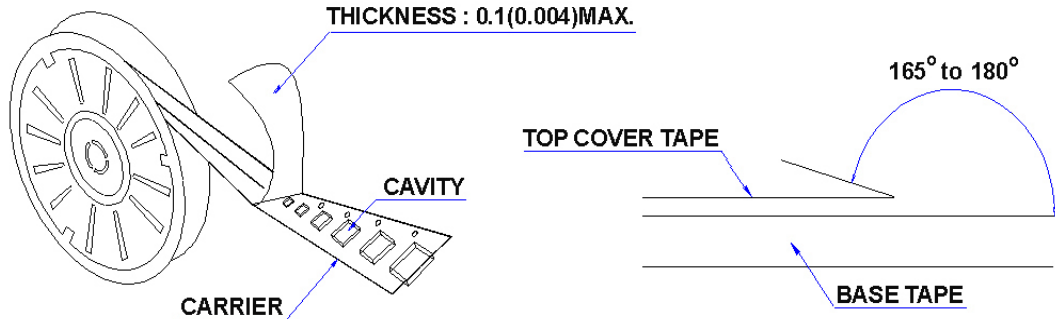 THICKNESS : 0.1(0.004)MAX.
165° to 180°
TOP COVER TAPE
CAVITY
CARRIER
BASE TAPE